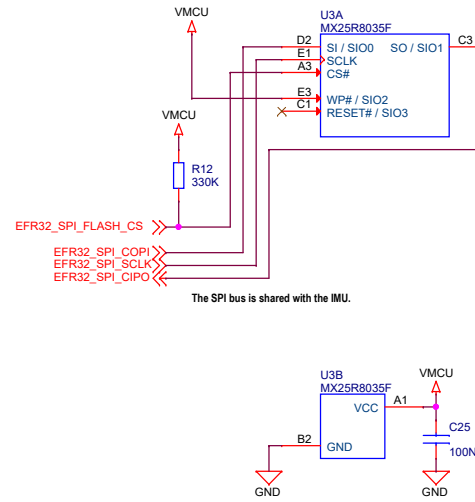 VMCU
U3A
MX25R8035F
D2
SI / SIO0
SO / SIO1
C3
E1
SCLK
A3
CS#
E3
WP# / SIO2
C1
RESET# / SIO3
VMCU
R12
330K
EFR32_SPI_FLASH_CS
EFR32_SPI_COPI
EFR32_SPI_SCLK
EFR32_SPI_CIPO
The SPI bus is shared with the IMU.
U3B
MX25R8035F
VMCU
VCC
A1
C25
100N
B2
GND
GND
GND